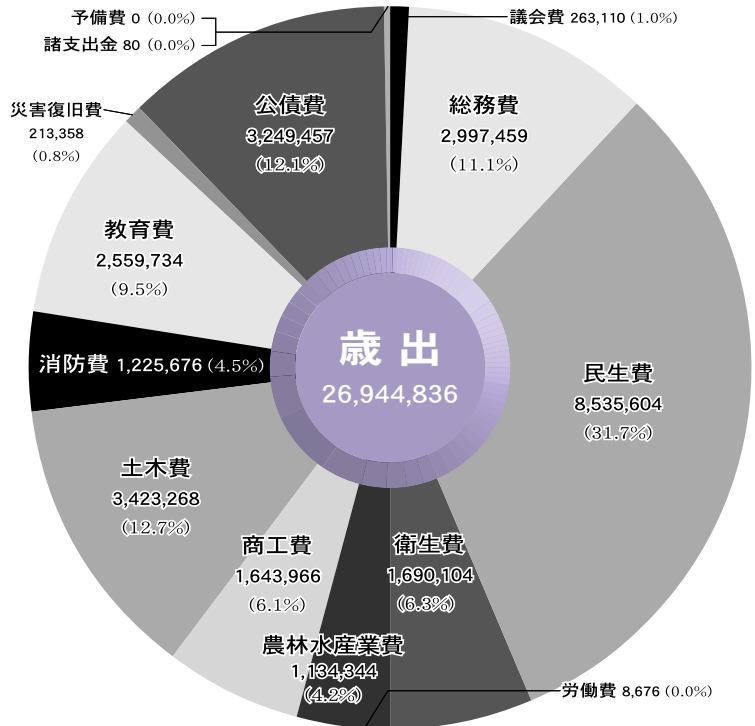 予備費 0 (0.0%)
諸支出金 80 (0.0%)
議会費 263,110 (1.0%)
総務費
2,997,459
(11.1%)
民生費
8,535,604
(31.7%)
衛生費
1,690,104
(6.3%)
労働費 8,676 (0.0%)
農林水産業費
1,134,344
(4.2%)
商工費
1,643,966
(6.1%)
土木費
3,423,268
(12.7%)
消防費 1,225,676 (4.5%)
教育費
2,559,734
(9.5%)
災害復旧費
213,358
(0.8%)
公債費
3,249,457
(12.1%)
歳出
26,944,836